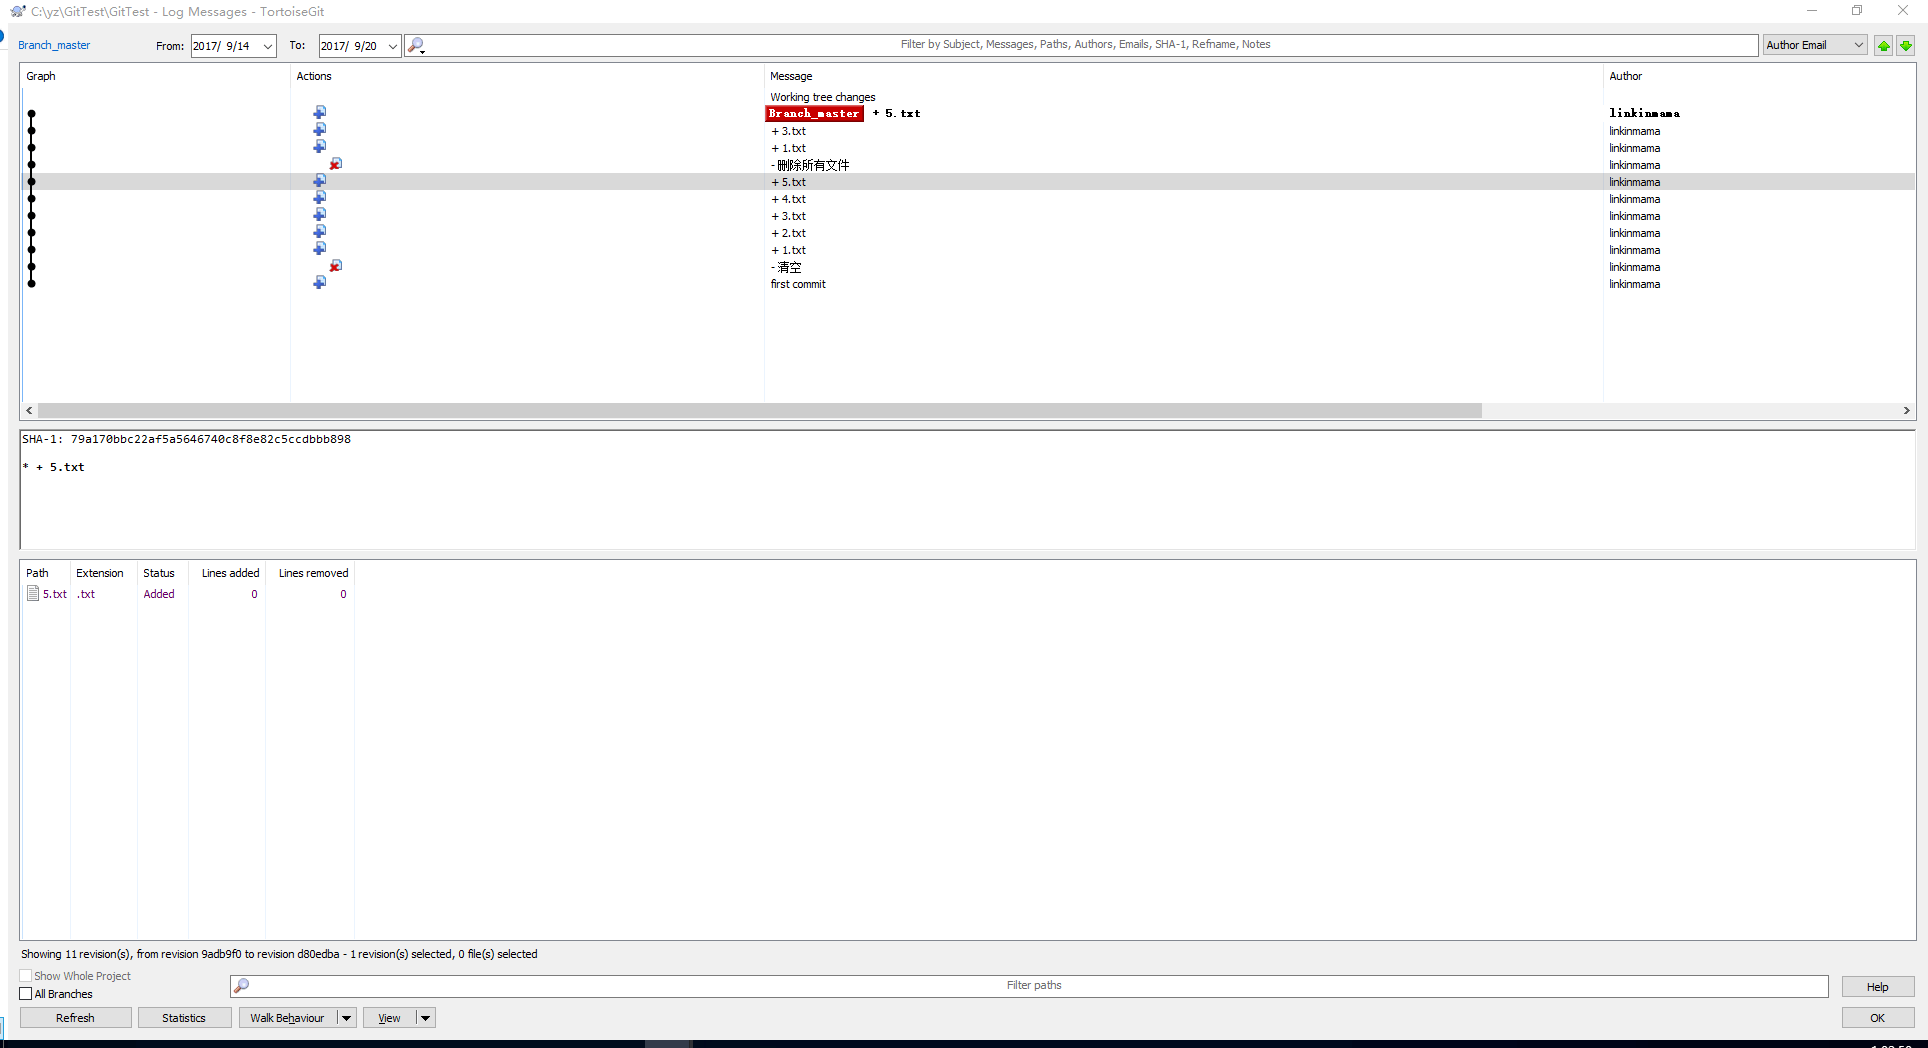 C:\yz\GitTest\GitTest - Log Messages - TortoiseGit
Branch_master From: 2017/ 9/14 To: 2017/ 9/20 Filter by Subject, Messages, Paths, Authors, Emails, SHA-1, Refname, Notes Author Email
Graph Actions Message Author
Working tree changes
Branch_master + 5.txt linkinmama
+ 3.txt linkinmama
+ 1.txt linkinmama
- 删除所有文件 linkinmama
+ 5.txt linkinmama
+ 4.txt linkinmama
+ 3.txt linkinmama
+ 2.txt linkinmama
+ 1.txt linkinmama
- 清空 linkinmama
first commit linkinmama
SHA-1: 79a170bbc22af5a5646740c8f8e82c5ccdbbb898
* + 5.txt
Path Extension Status Lines added Lines removed
5.txt .txt Added 0 0
Showing 11 revision(s), from revision 9adb9f0 to revision d80edba - 1 revision(s) selected, 0 file(s) selected
Show Whole Project
All Branches Filter paths Help
Refresh Statistics Walk Behaviour View OK